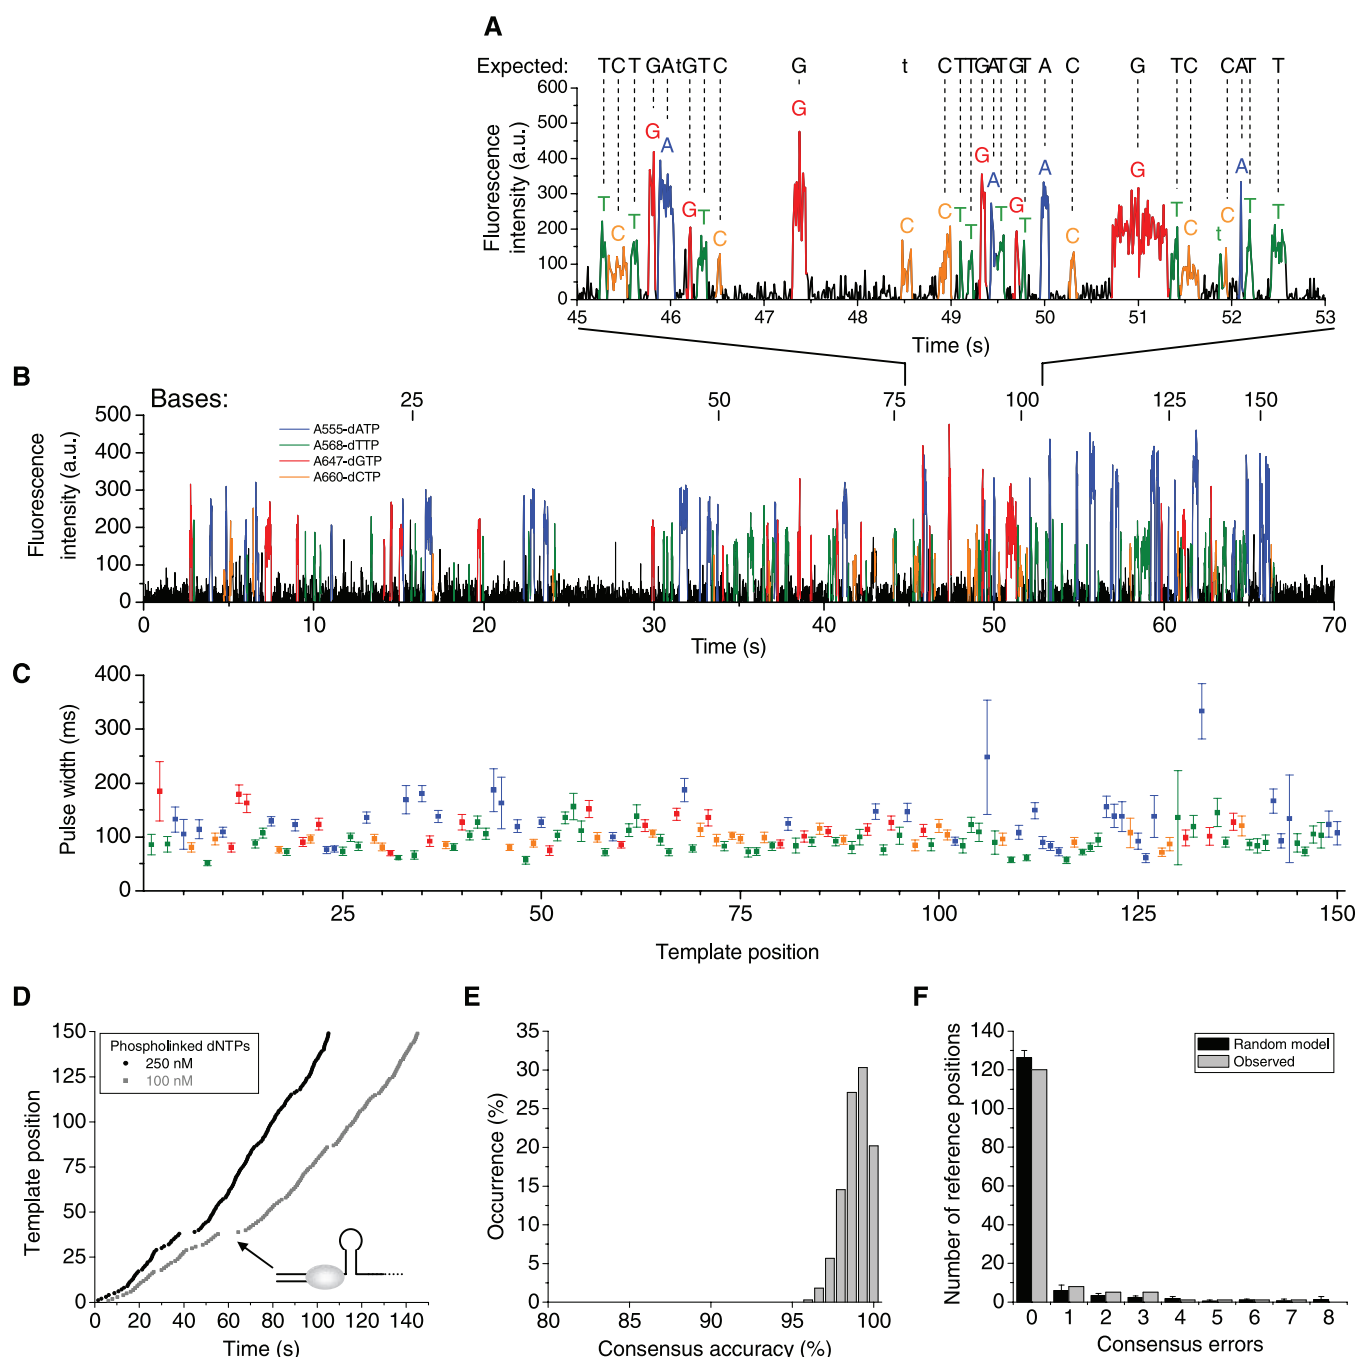 A
Expected: T C T G A t G T C G t C T T G A T G T A C G T C C A T T
Fluorescence intensity (a.u.)
600
500
400
300
200
100
0
T C T G A G T C G C C T T G A T G T A C G T C t C A T T
45 46 47 48 49 50 51 52 53
Time (s)
B
Bases: 25 50 75 100 125 150
Fluorescence intensity (a.u.)
500
400
300
200
100
0
A555-dATP
A568-dTTP
A647-dGTP
A660-dCTP
0 10 20 30 40 50 60 70
Time (s)
C
Pulse width (ms)
400
300
200
100
0
25 50 75 100 125 150
Template position
D
Template position
150
125
100
75
50
25
0
Phospholinked dNTPs
250 nM
100 nM
0 20 40 60 80 100 120 140
Time (s)
E
Occurrence (%)
35
30
25
20
15
10
5
0
80 85 90 95 100
Consensus accuracy (%)
F
Number of reference positions
140
120
100
80
60
40
20
0
Random model
Observed
0 1 2 3 4 5 6 7 8
Consensus errors